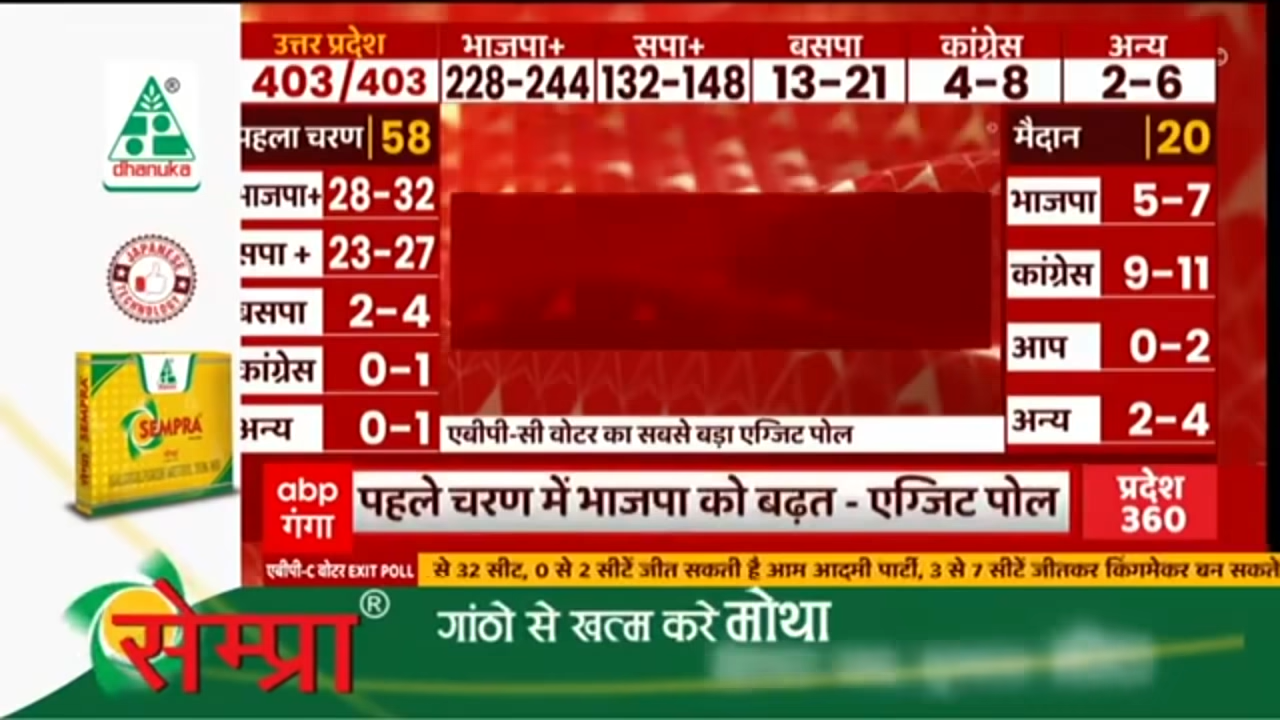 उत्तर प्रदेश भाजपा+ सपा+ बसपा कांग्रेस अन्य
403/403 228-244 132-148 13-21 4-8 2-6
पहला चरण 58
भाजपा+ 28-32
सपा + 23-27
बसपा 2-4
कांग्रेस 0-1
अन्य 0-1
मैदान 20
भाजपा 5-7
कांग्रेस 9-11
आप 0-2
अन्य 2-4
एबीपी-सी वोटर का सबसे बड़ा एग्जिट पोल
abp गंगा
पहले चरण में भाजपा को बढ़त - एग्जिट पोल
प्रदेश 360
एबीपी-C वोटर EXIT POLL
से 32 सीट, 0 से 2 सीटें जीत सकती है आम आदमी पार्टी, 3 से 7 सीटें जीतकर किंगमेकर बन सकते
dhanuka
JAPANESE TECHNOLOGY
SEMPRA
SEMPRA
सेम्प्रा®
गांठो से खत्म करे मोथा